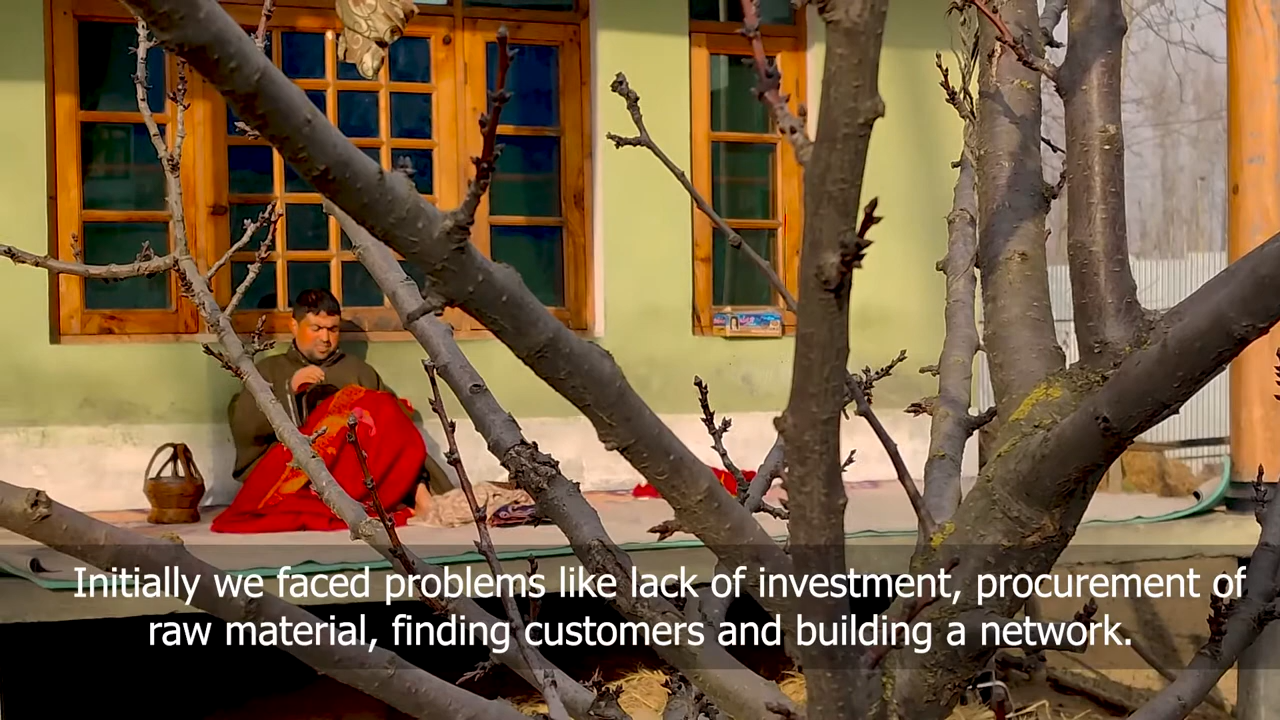 Initially we faced problems like lack of investment, procurement of
raw material, finding customers and building a network.